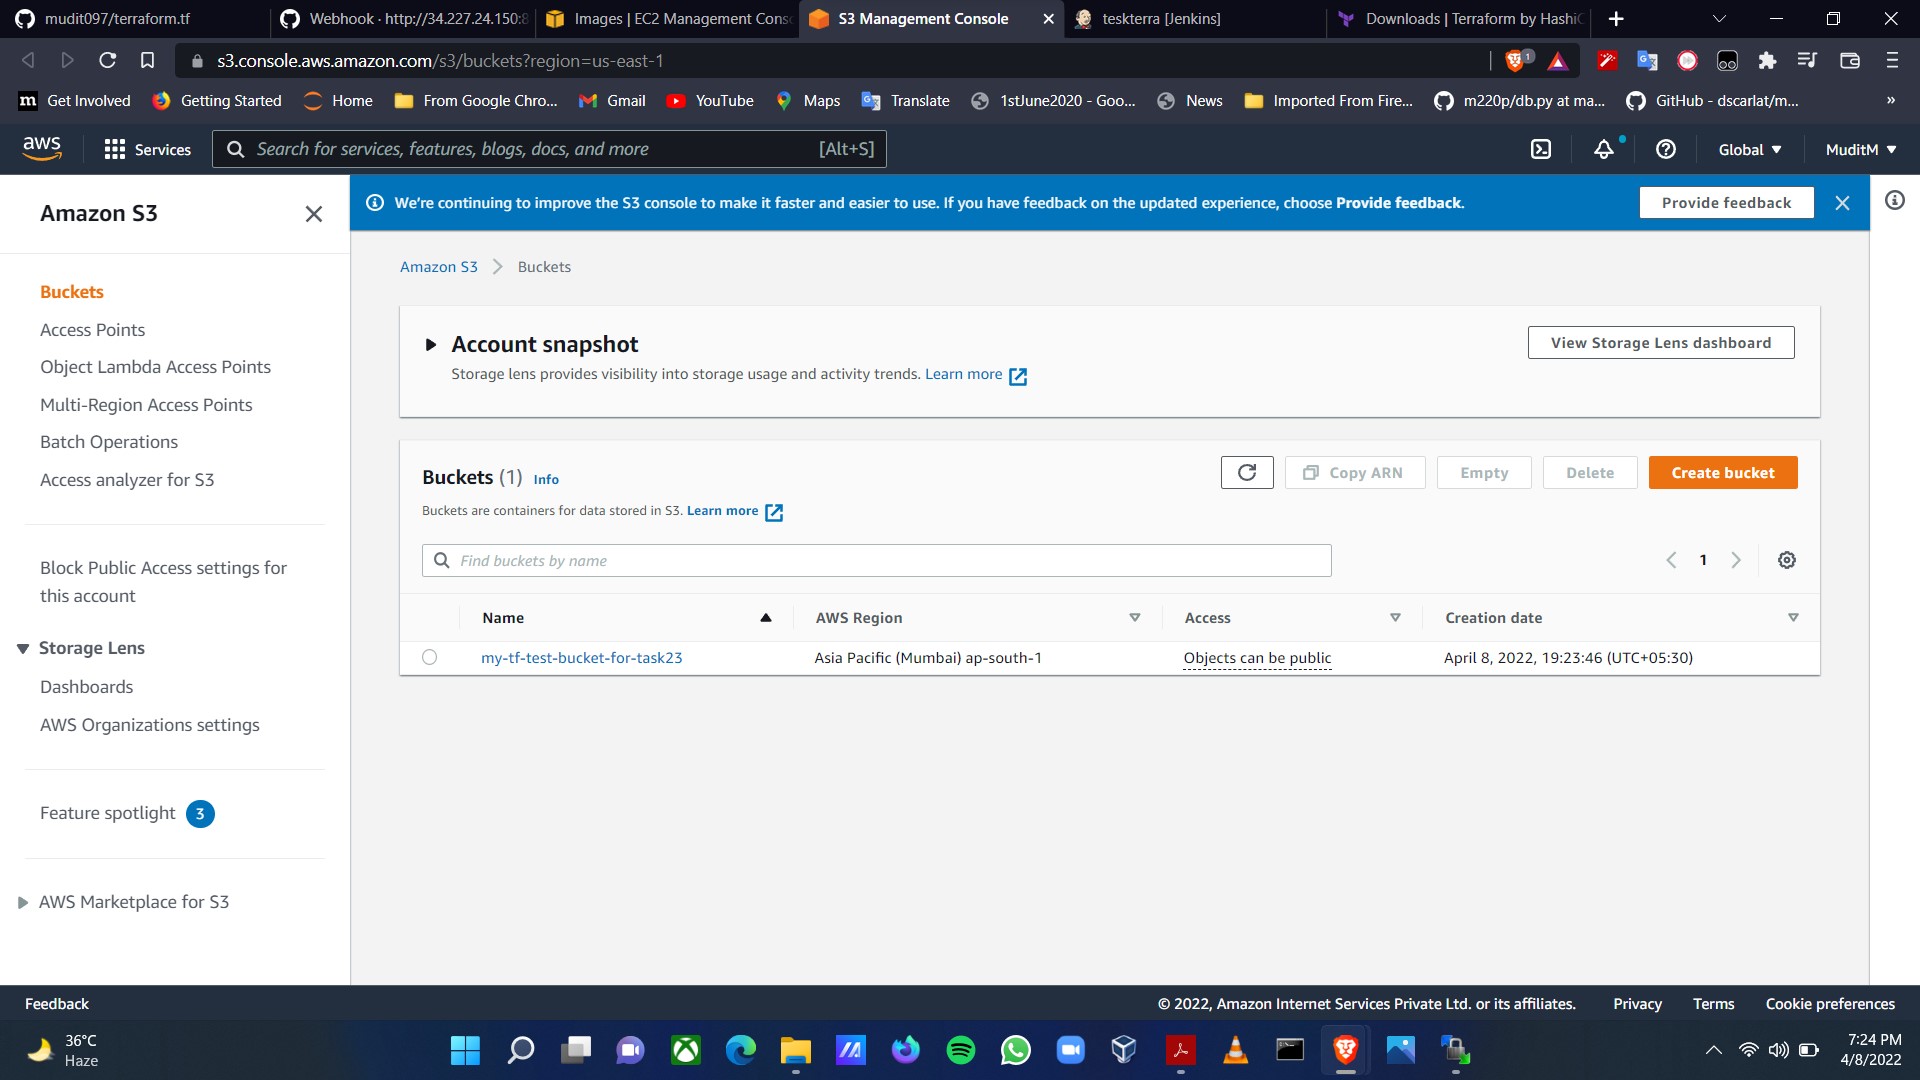 mudit097/terraform.tf
Webhook · http://34.227.24.150:8
Images | EC2 Management Cons
S3 Management Console
teskterra [Jenkins]
Downloads | Terraform by HashiC
s3.console.aws.amazon.com/s3/buckets?region=us-east-1
1
m Get Involved
Getting Started
Home
From Google Chro...
Gmail
YouTube
Maps
Translate
1stJune2020 - Goo...
News
Imported From Fire...
m220p/db.py at ma...
GitHub - dscarlat/m...
»
aws
Services
Search for services, features, blogs, docs, and more
[Alt+S]
Global
MuditM
Amazon S3
We're continuing to improve the S3 console to make it faster and easier to use. If you have feedback on the updated experience, choose Provide feedback.
Provide feedback
Buckets
Access Points
Object Lambda Access Points
Multi-Region Access Points
Batch Operations
Access analyzer for S3
Block Public Access settings for
this account
Storage Lens
Dashboards
AWS Organizations settings
Feature spotlight 3
AWS Marketplace for S3
Amazon S3 > Buckets
Account snapshot
View Storage Lens dashboard
Storage lens provides visibility into storage usage and activity trends. Learn more
Buckets (1) Info
Copy ARN
Empty
Delete
Create bucket
Buckets are containers for data stored in S3. Learn more
Find buckets by name
1
Name
AWS Region
Access
Creation date
my-tf-test-bucket-for-task23
Asia Pacific (Mumbai) ap-south-1
Objects can be public
April 8, 2022, 19:23:46 (UTC+05:30)
Feedback
© 2022, Amazon Internet Services Private Ltd. or its affiliates.
Privacy
Terms
Cookie preferences
36°C
Haze
7:24 PM
4/8/2022